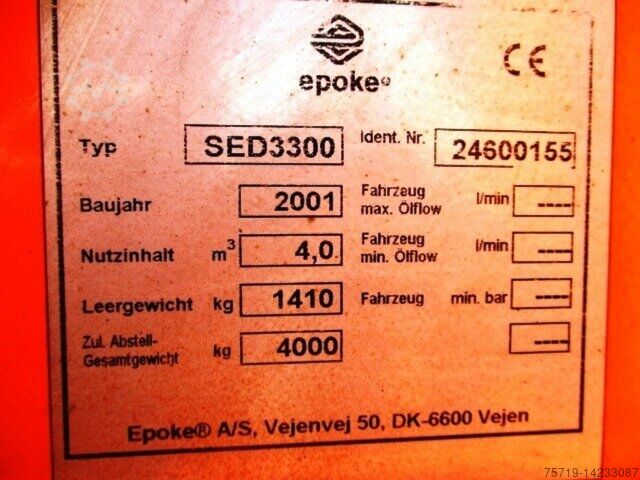 epoke®
CE
Typ SED3300 Ident. Nr. 24600155
Baujahr 2001 Fahrzeug max. Ölflow l/min ----
Nutzinhalt m³ 4,0 Fahrzeug min. Ölflow l/min ----
Leergewicht kg 1410 Fahrzeug min. bar ----
Zul. Abstell-
Gesamtgewicht kg 4000 ----
Epoke® A/S, Vejenvej 50, DK-6600 Vejen
75719-14233087